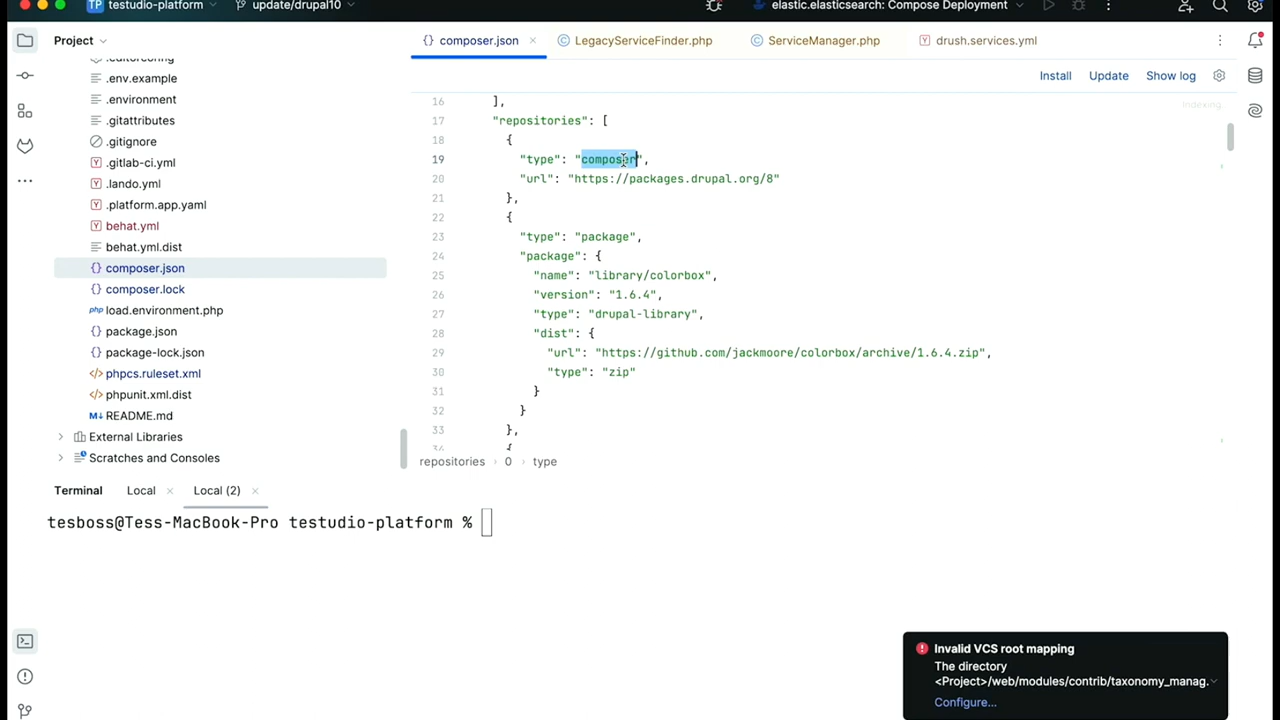 TP testudio-platform
update/drupal10
elastic.elasticsearch: Compose Deployment
Project
composer.json
LegacyServiceFinder.php
ServiceManager.php
drush.services.yml
Install
Update
Show log
Indexing
.editorconfig
.env.example
.environment
.gitattributes
.gitignore
.gitlab-ci.yml
.lando.yml
.platform.app.yaml
behat.yml
behat.yml.dist
composer.json
composer.lock
php load.environment.php
package.json
package-lock.json
phpcs.ruleset.xml
phpunit.xml.dist
M↓ README.md
External Libraries
Scratches and Consoles
16 ],
17 "repositories": [
18 {
19 "type": "composer",
20 "url": "https://packages.drupal.org/8"
21 },
22 {
23 "type": "package",
24 "package": {
25 "name": "library/colorbox",
26 "version": "1.6.4",
27 "type": "drupal-library",
28 "dist": {
29 "url": "https://github.com/jackmoore/colorbox/archive/1.6.4.zip",
30 "type": "zip"
31 }
32 }
33 },
34 {
repositories › 0 › type
Terminal
Local
Local (2)
tesboss@Tess-MacBook-Pro testudio-platform %
Invalid VCS root mapping
The directory
<Project>/web/modules/contrib/taxonomy_manag.
Configure...